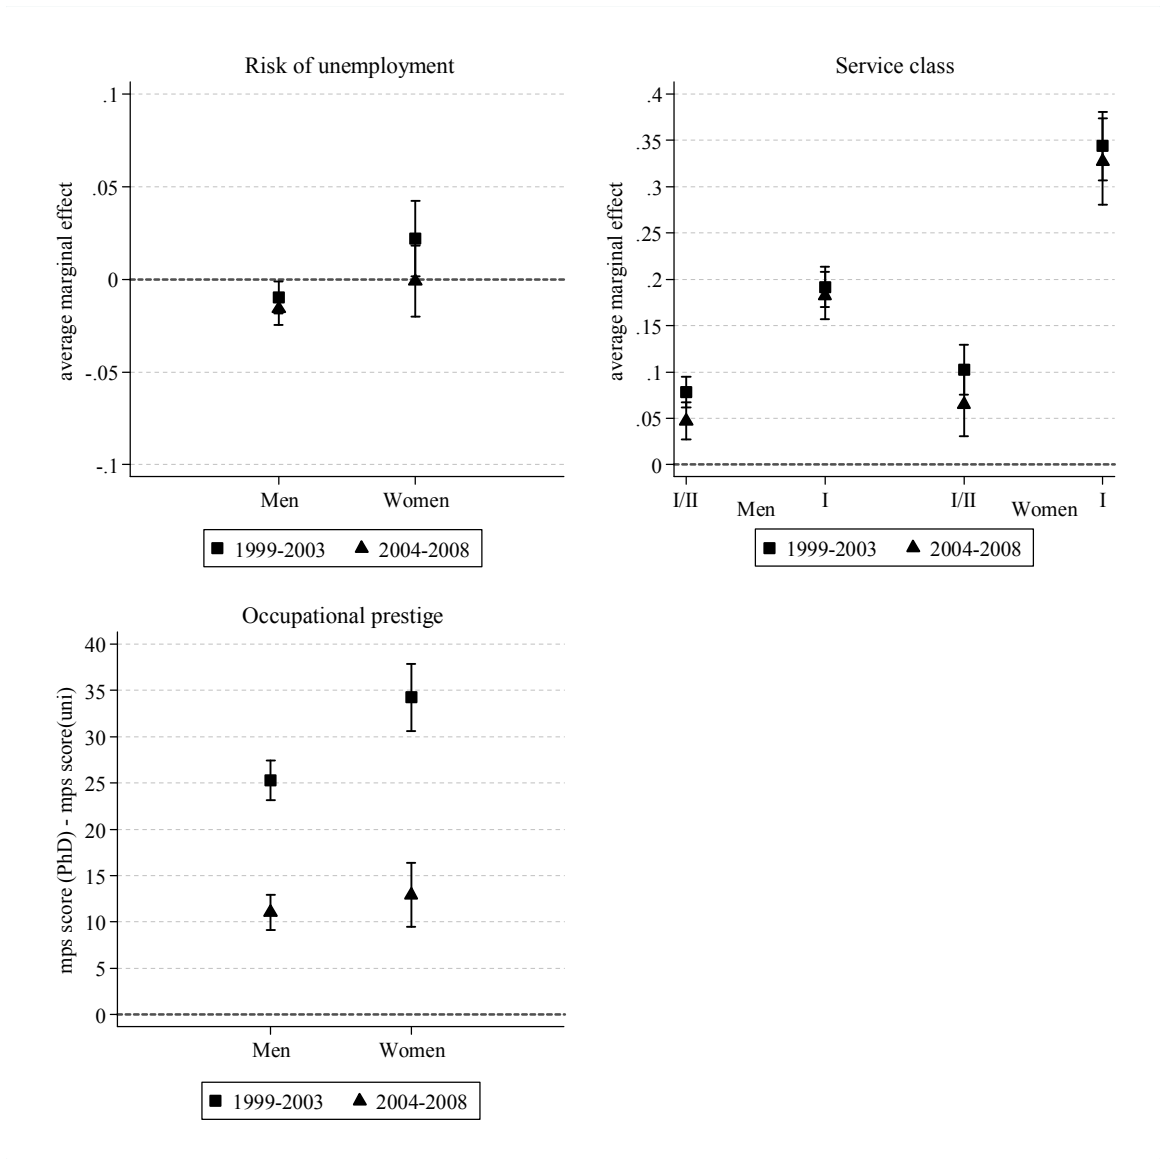 Risk of unemployment
average marginal effect
.1
.05
0
-.05
-.1
Men Women
1999-2003 2004-2008
Service class
average marginal effect
.4
.35
.3
.25
.2
.15
.1
.05
0
I/II Men I I/II Women I
1999-2003 2004-2008
Occupational prestige
mps score (PhD) - mps score(uni)
40
35
30
25
20
15
10
5
0
Men Women
1999-2003 2004-2008